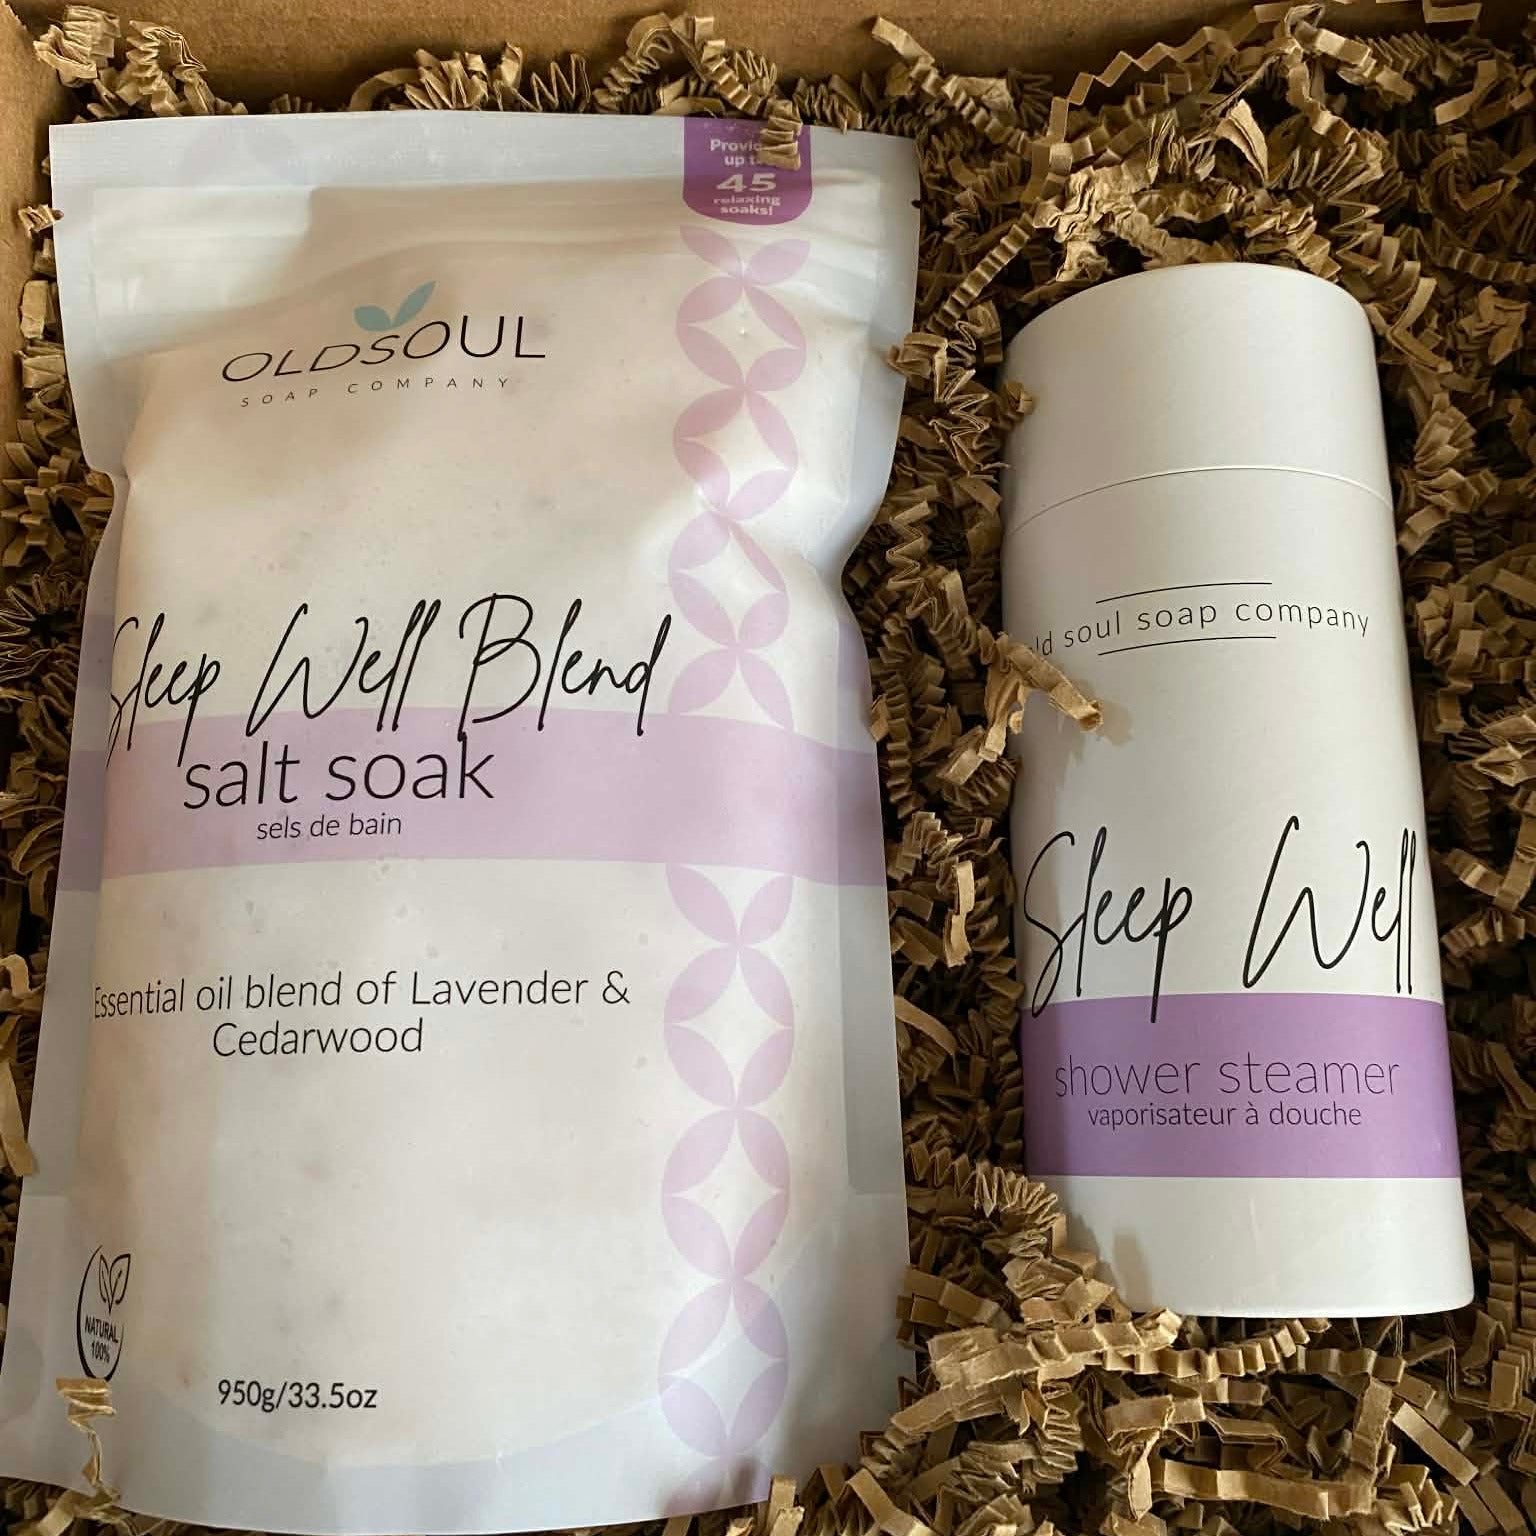 up
45
relaxing
soaks!
OLDSOUL
SOAP COMPANY
Sleep Well Blend
salt soak
sels de bain
Essential oil blend of Lavender &
Cedarwood
NATURAL
100%
950g/33.5oz
soul soap company
Sleep Well
shower steamer
vaporisateur à douche